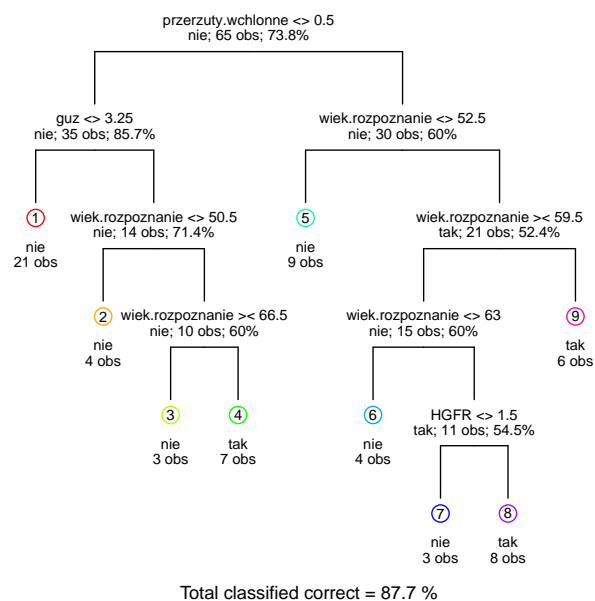 przerzuty.wchlonne <> 0.5
nie; 65 obs; 73.8%
guz <> 3.25
nie; 35 obs; 85.7%
wiek.rozpoznanie <> 52.5
nie; 30 obs; 60%
1
nie
21 obs
wiek.rozpoznanie <> 50.5
nie; 14 obs; 71.4%
5
nie
9 obs
wiek.rozpoznanie >< 59.5
tak; 21 obs; 52.4%
2
nie
4 obs
wiek.rozpoznanie >< 66.5
nie; 10 obs; 60%
wiek.rozpoznanie <> 63
nie; 15 obs; 60%
9
tak
6 obs
3
nie
3 obs
4
tak
7 obs
6
nie
4 obs
HGFR <> 1.5
tak; 11 obs; 54.5%
7
nie
3 obs
8
tak
8 obs
Total classified correct = 87.7 %